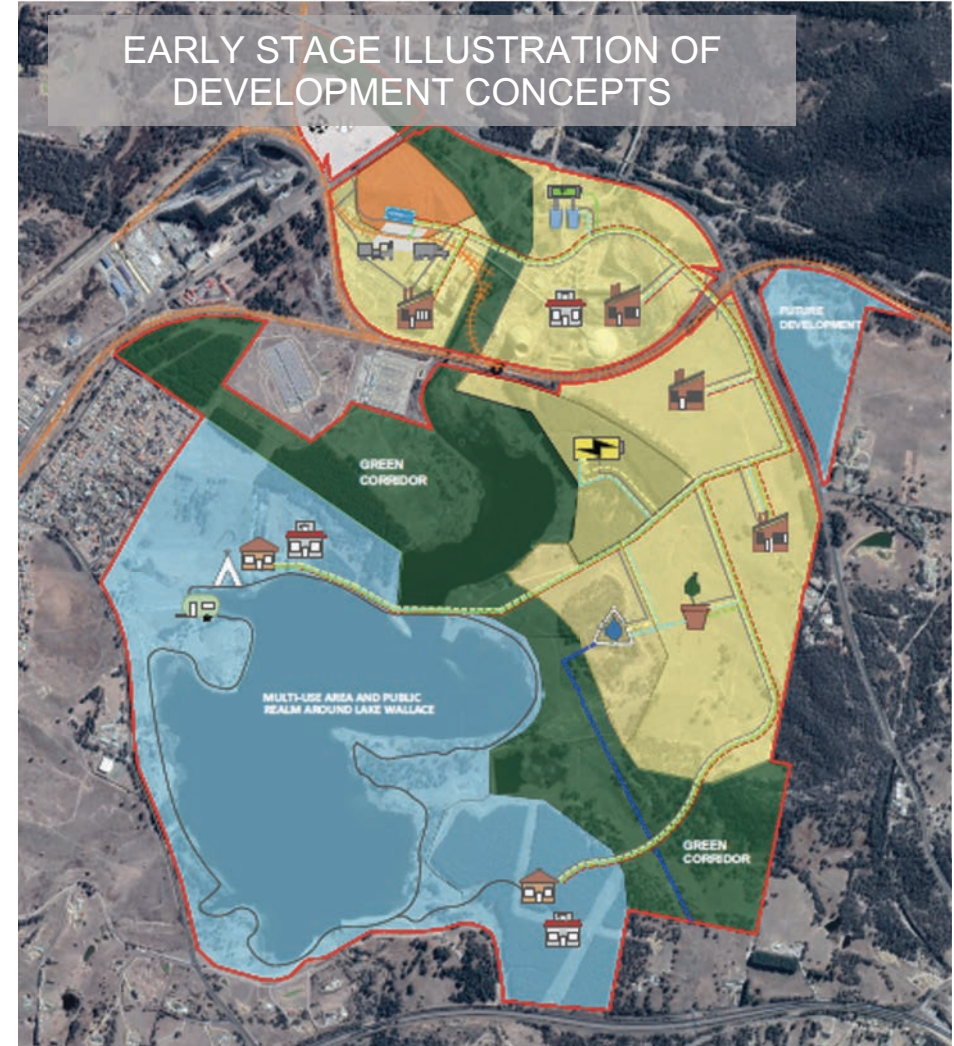 EARLY STAGE ILLUSTRATION OF
DEVELOPMENT CONCEPTS
FUTURE
DEVELOPMENT
GREEN
CORRIDOR
MULTI-USE AREA AND PUBLIC
REALM AROUND LAKE WALLACE
GREEN
CORRIDOR